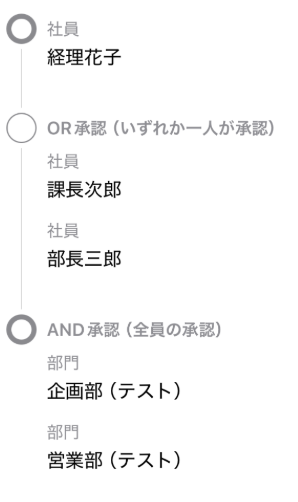 社員
経理花子
OR承認（いずれか一人が承認）
社員
課長次郎
社員
部長三郎
AND承認（全員の承認）
部門
企画部（テスト）
部門
営業部（テスト）